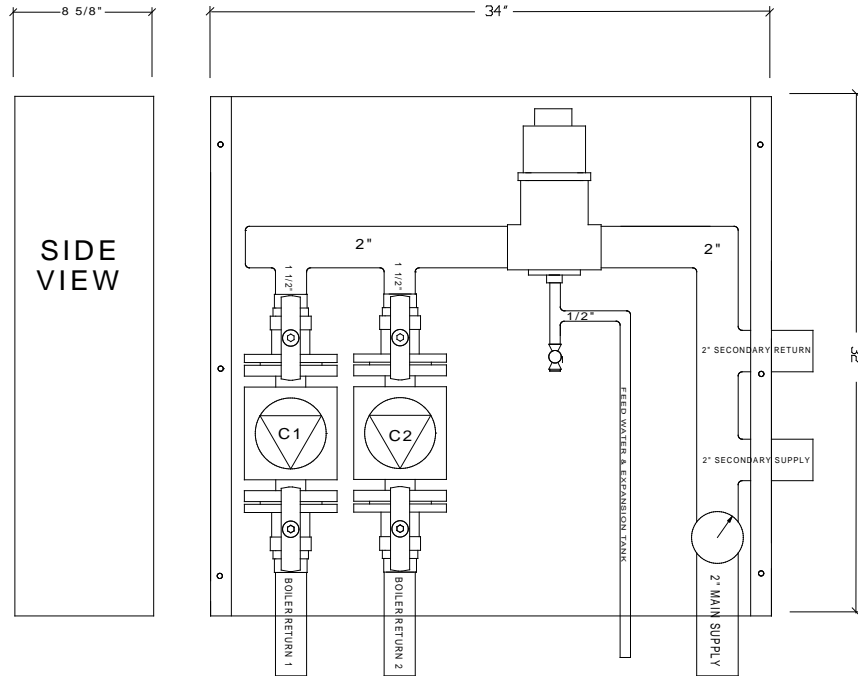 8 5/8"
34"
SIDE
VIEW
2"
2"
1 1/2"
1 1/2"
1/2"
2" SECONDARY RETURN
32"
C1
C2
FEED WATER & EXPANSION TANK
2" SECONDARY SUPPLY
BOILER RETURN 1
BOILER RETURN 2
2" MAIN SUPPLY